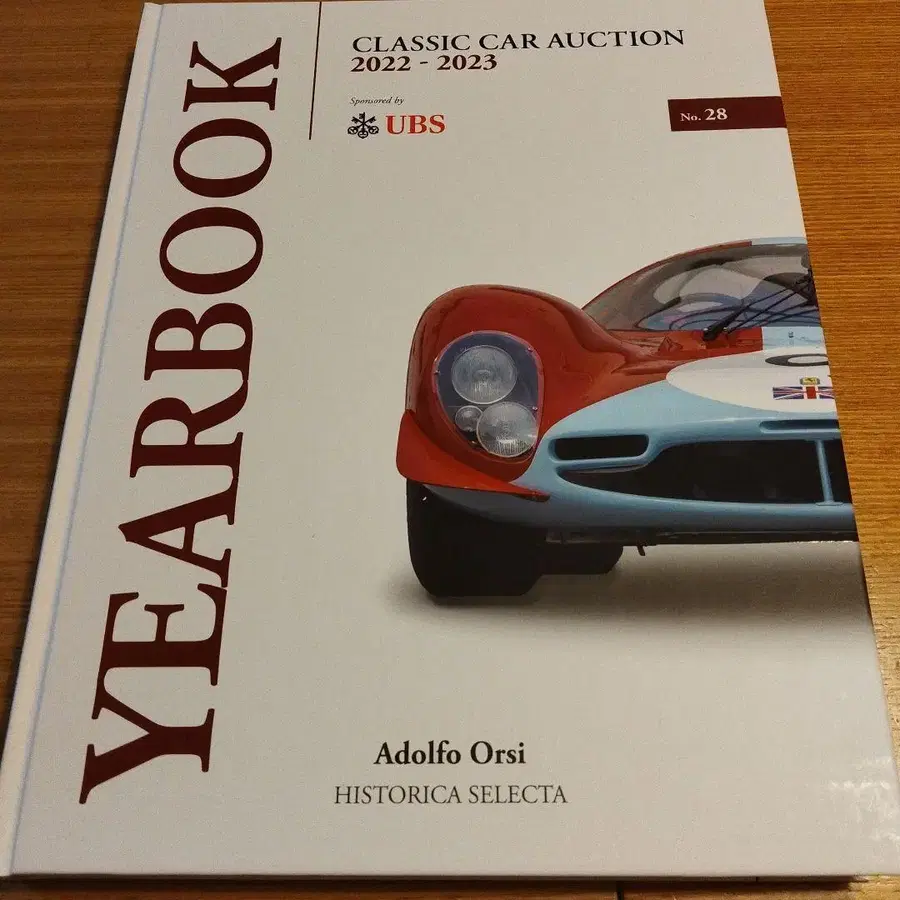 YEARBOOK
CLASSIC CAR AUCTION
2022 - 2023
Sponsored by
UBS
No. 28
Adolfo Orsi
HISTORICA SELECTA